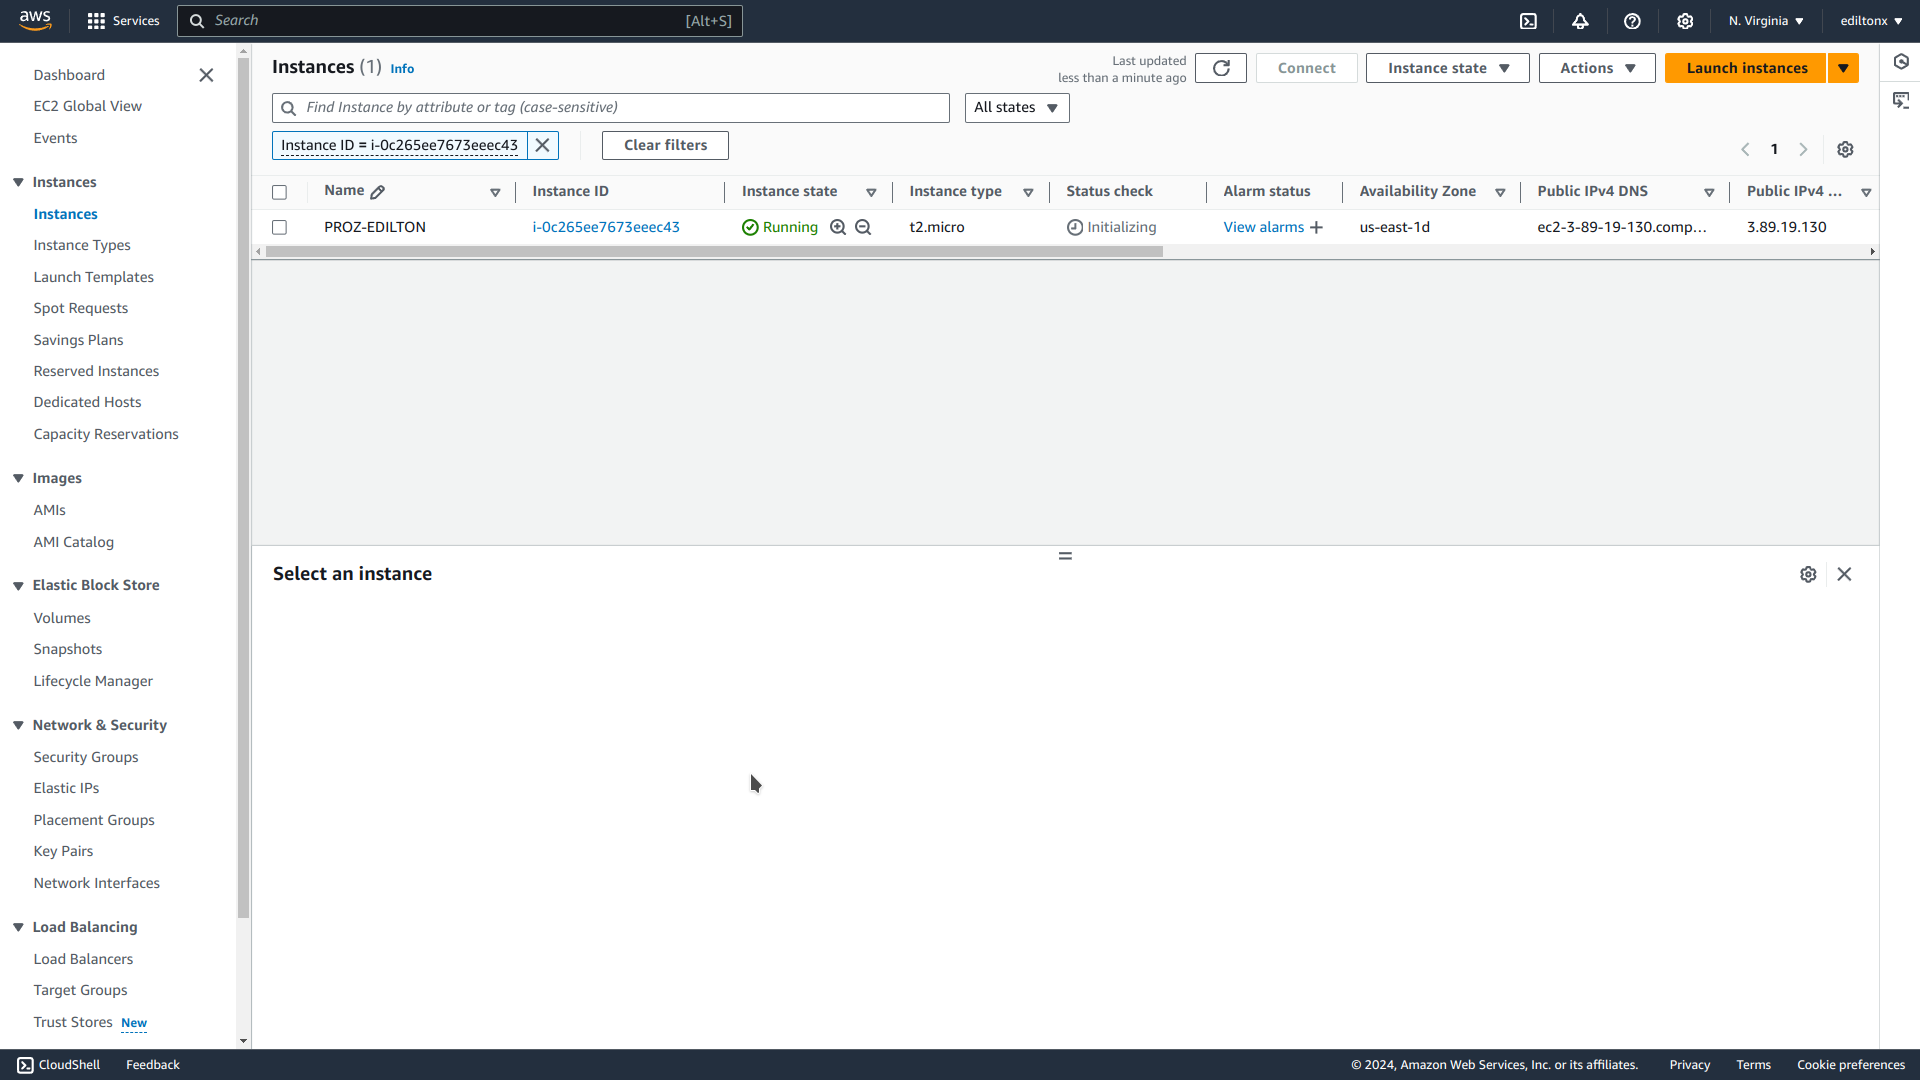 aws
Services
Search
[Alt+S]
N. Virginia
ediltonx
Dashboard
EC2 Global View
Events
Instances
Instances
Instance Types
Launch Templates
Spot Requests
Savings Plans
Reserved Instances
Dedicated Hosts
Capacity Reservations
Images
AMIs
AMI Catalog
Elastic Block Store
Volumes
Snapshots
Lifecycle Manager
Network & Security
Security Groups
Elastic IPs
Placement Groups
Key Pairs
Network Interfaces
Load Balancing
Load Balancers
Target Groups
Trust Stores New
Instances (1) Info
Last updated
less than a minute ago
Connect
Instance state
Actions
Launch instances
Find Instance by attribute or tag (case-sensitive)
All states
Instance ID = i-0c265ee7673eeec43
Clear filters
1
Name Instance ID Instance state Instance type Status check Alarm status Availability Zone Public IPv4 DNS Public IPv4 ...
PROZ-EDILTON i-0c265ee7673eeec43 Running t2.micro Initializing View alarms + us-east-1d ec2-3-89-19-130.comp... 3.89.19.130
Select an instance
CloudShell Feedback © 2024, Amazon Web Services, Inc. or its affiliates. Privacy Terms Cookie preferences